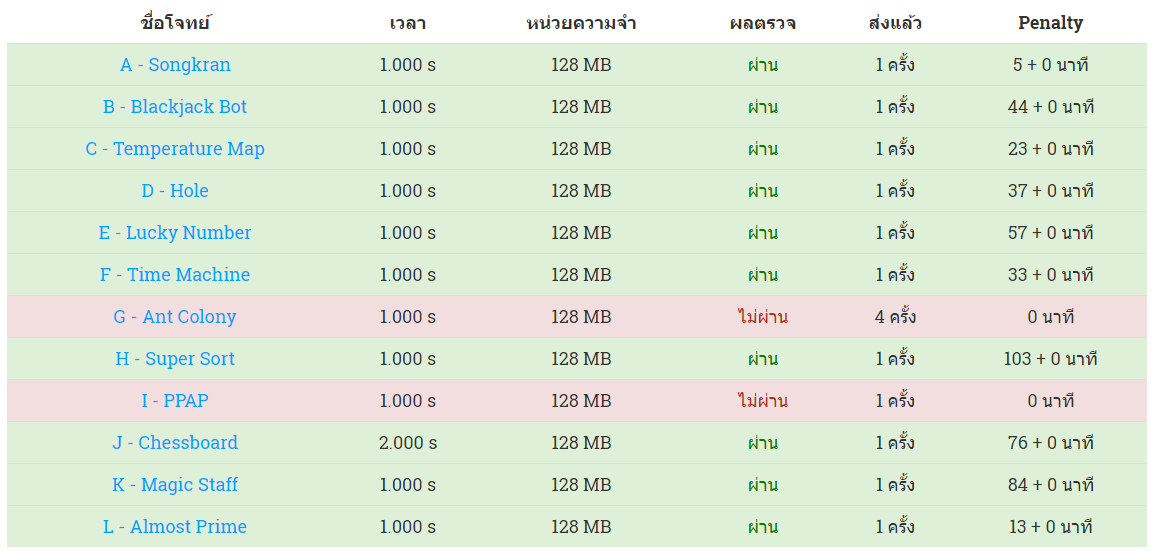 ชื่อโจทย์ เวลา หน่วยความจำ ผลตรวจ ส่งแล้ว Penalty
A - Songkran 1.000 s 128 MB ผ่าน 1 ครั้ง 5 + 0 นาที
B - Blackjack Bot 1.000 s 128 MB ผ่าน 1 ครั้ง 44 + 0 นาที
C - Temperature Map 1.000 s 128 MB ผ่าน 1 ครั้ง 23 + 0 นาที
D - Hole 1.000 s 128 MB ผ่าน 1 ครั้ง 37 + 0 นาที
E - Lucky Number 1.000 s 128 MB ผ่าน 1 ครั้ง 57 + 0 นาที
F - Time Machine 1.000 s 128 MB ผ่าน 1 ครั้ง 33 + 0 นาที
G - Ant Colony 1.000 s 128 MB ไม่ผ่าน 4 ครั้ง 0 นาที
H - Super Sort 1.000 s 128 MB ผ่าน 1 ครั้ง 103 + 0 นาที
I - PPAP 1.000 s 128 MB ไม่ผ่าน 1 ครั้ง 0 นาที
J - Chessboard 2.000 s 128 MB ผ่าน 1 ครั้ง 76 + 0 นาที
K - Magic Staff 1.000 s 128 MB ผ่าน 1 ครั้ง 84 + 0 นาที
L - Almost Prime 1.000 s 128 MB ผ่าน 1 ครั้ง 13 + 0 นาที